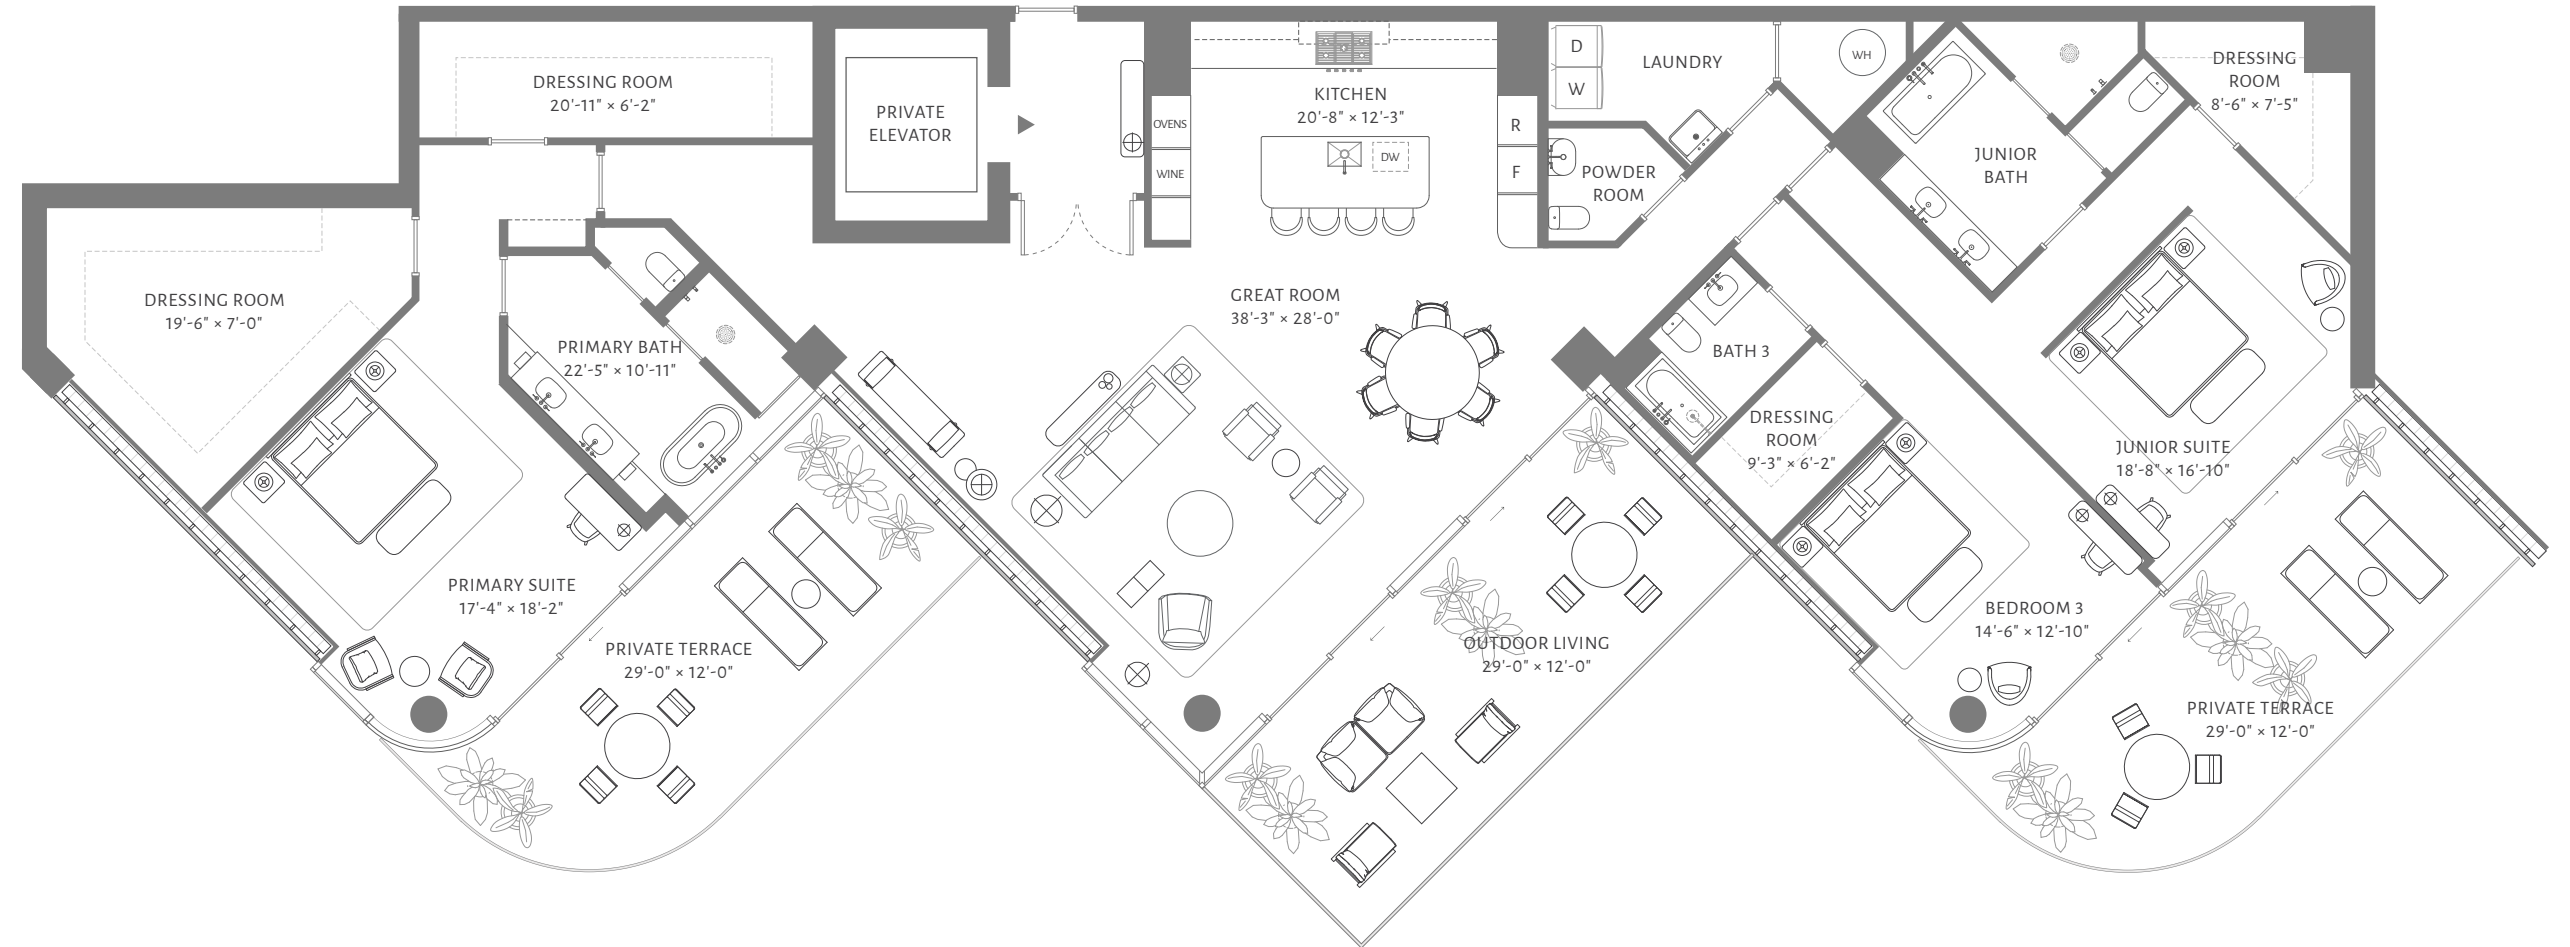 DRESSING ROOM
20'-11" × 6'-2"
PRIVATE
ELEVATOR
OVENS
WINE
KITCHEN
20'-8" × 12'-3"
DW
R
F
D
W
LAUNDRY
WH
POWDER
ROOM
JUNIOR
BATH
DRESSING
ROOM
8'-6" × 7'-5"
DRESSING ROOM
19'-6" × 7'-0"
PRIMARY BATH
22'-5" × 10'-11"
GREAT ROOM
38'-3" × 28'-0"
BATH 3
DRESSING
ROOM
9'-3" × 6'-2"
JUNIOR SUITE
18'-8" × 16'-10"
PRIMARY SUITE
17'-4" × 18'-2"
PRIVATE TERRACE
29'-0" × 12'-0"
OUTDOOR LIVING
29'-0" × 12'-0"
BEDROOM 3
14'-6" × 12'-10"
PRIVATE TERRACE
29'-0" × 12'-0"